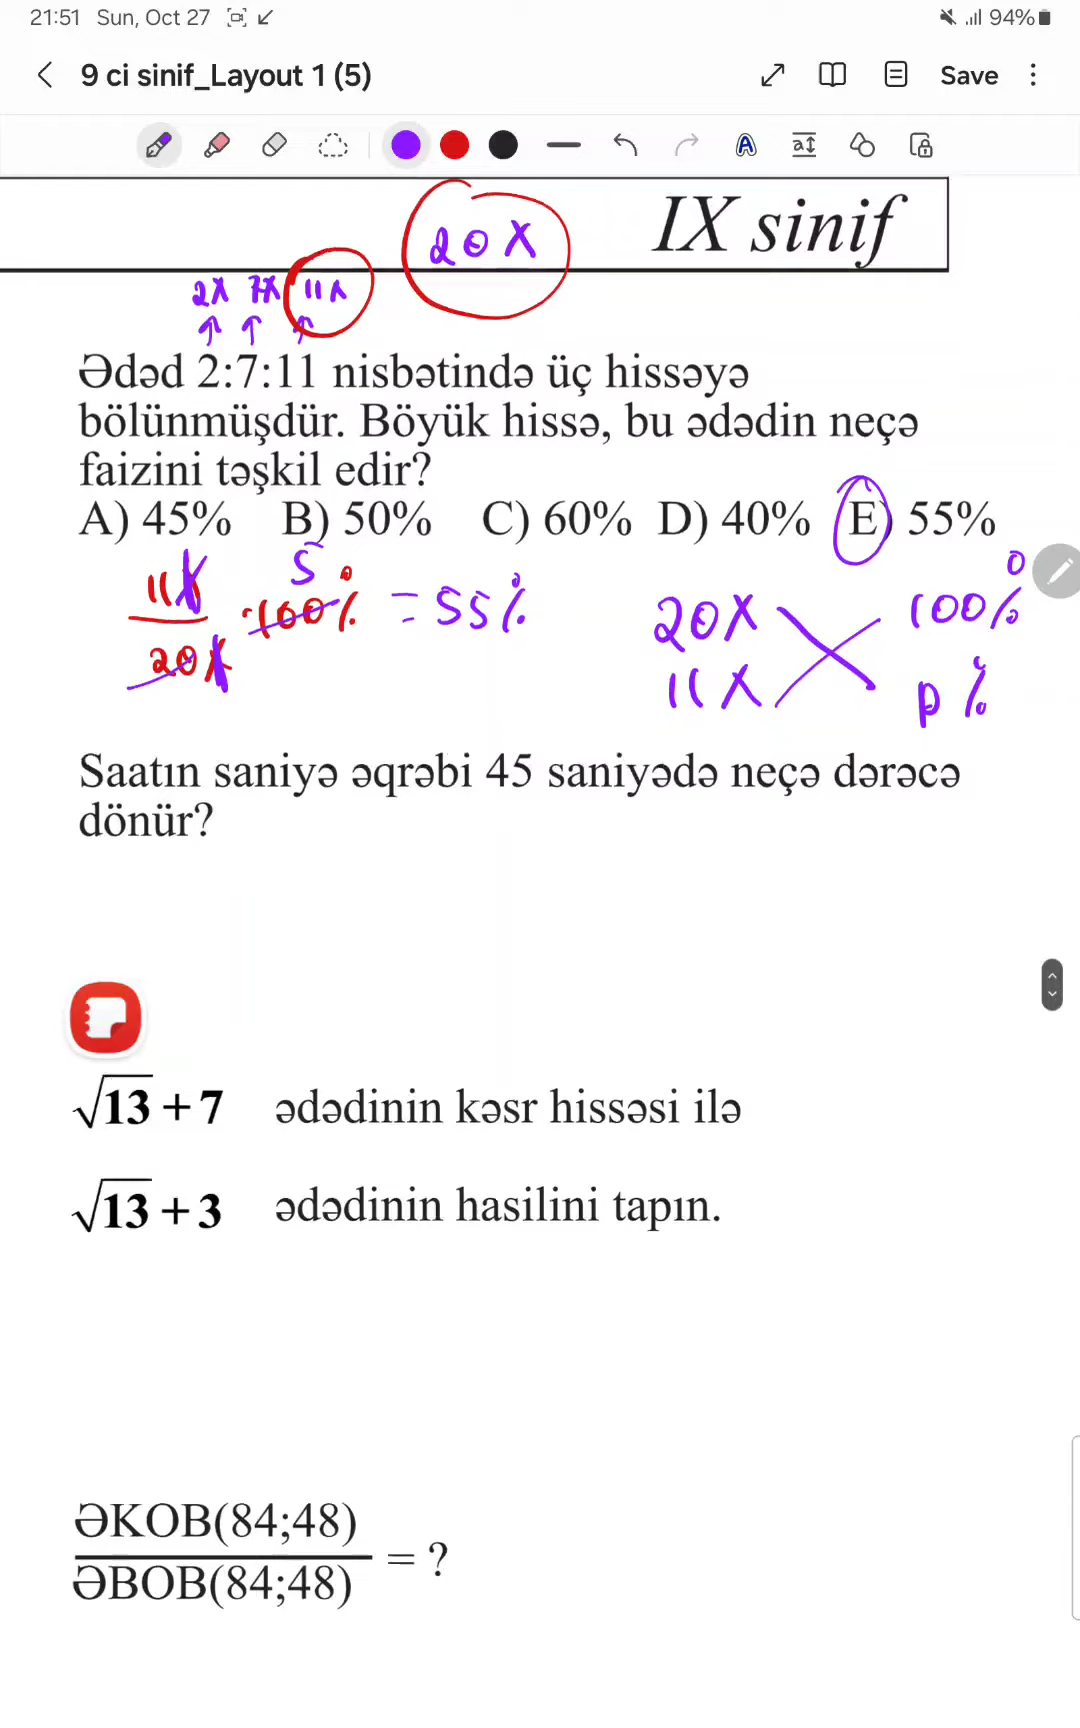 21:51 Sun, Oct 27 94%
9 ci sinif_Layout 1 (5) Save
IX sinif
20x
2x 7x 11x
Ədəd 2:7:11 nisbətində üç hissəyə
bölünmüşdür. Böyük hissə, bu ədədin neçə
faizini təşkil edir?
A) 45% B) 50% C) 60% D) 40% E) 55%
11x/20x · 100% = 55%
5
20x 100%
11x p%
Saatın saniyə əqrəbi 45 saniyədə neçə dərəcə
dönür?
√13 + 7 ədədinin kəsr hissəsi ilə
√13 + 3 ədədinin hasilini tapın.
ƏKOB(84;48)
ƏBOB(84;48) = ?